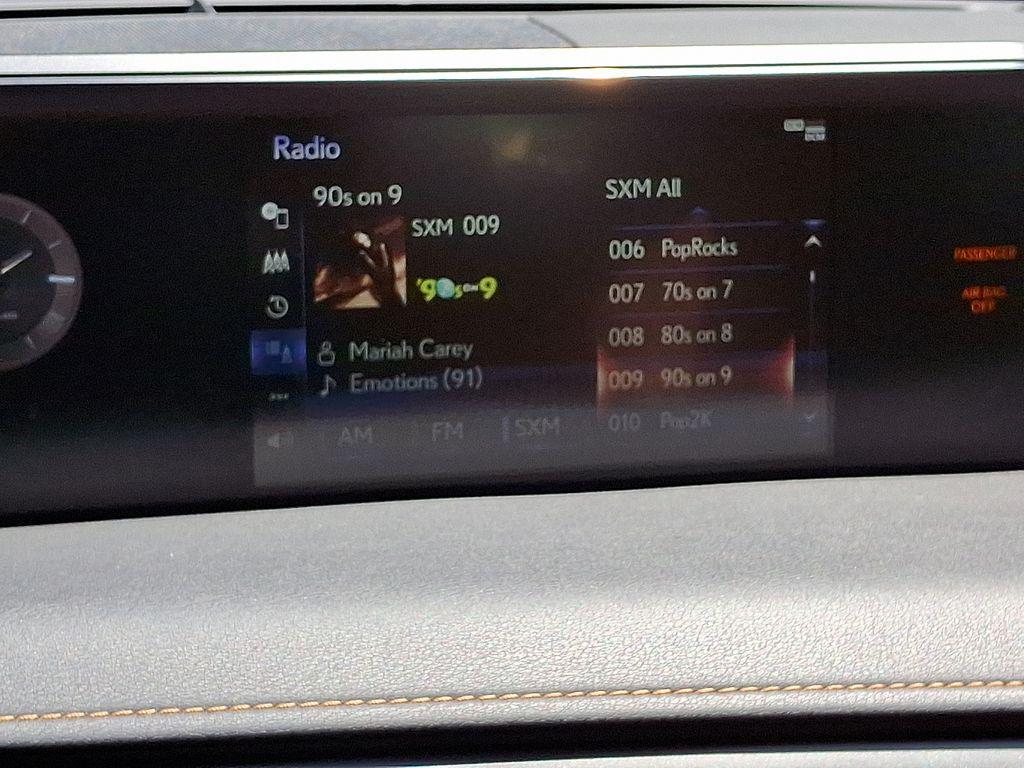 Radio
90s on 9
SXM 009
'90s on 9
Mariah Carey
Emotions (91)
AM
FM
SXM
SXM All
006 PopRocks
007 70s on 7
008 80s on 8
009 90s on 9
010 Pop2K
PASSENGER
AIR BAG
OFF